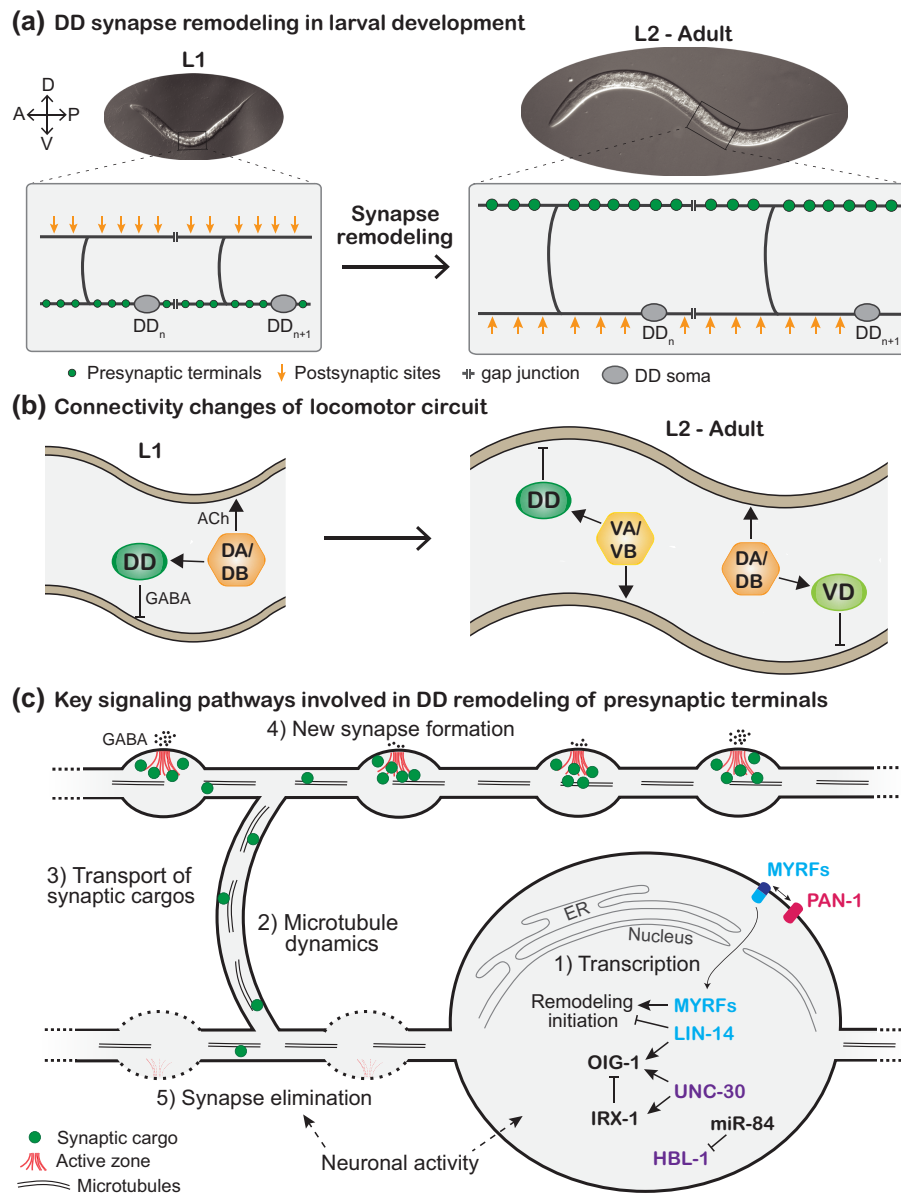 (a) DD synapse remodeling in larval development
L1
L2 - Adult
D
A P
V
Synapse
remodeling
DDn
DDn+1
DDn
DDn+1
Presynaptic terminals Postsynaptic sites gap junction DD soma
(b) Connectivity changes of locomotor circuit
L1
L2 - Adult
ACh
DD
DA/
DB
GABA
DD
VA/
VB
DA/
DB
VD
(c) Key signaling pathways involved in DD remodeling of presynaptic terminals
GABA
4) New synapse formation
3) Transport of
synaptic cargos
2) Microtubule
dynamics
MYRFs
PAN-1
ER
Nucleus
1) Transcription
Remodeling
initiation
MYRFs
LIN-14
OIG-1
UNC-30
IRX-1
miR-84
HBL-1
5) Synapse elimination
Neuronal activity
Synaptic cargo
Active zone
Microtubules